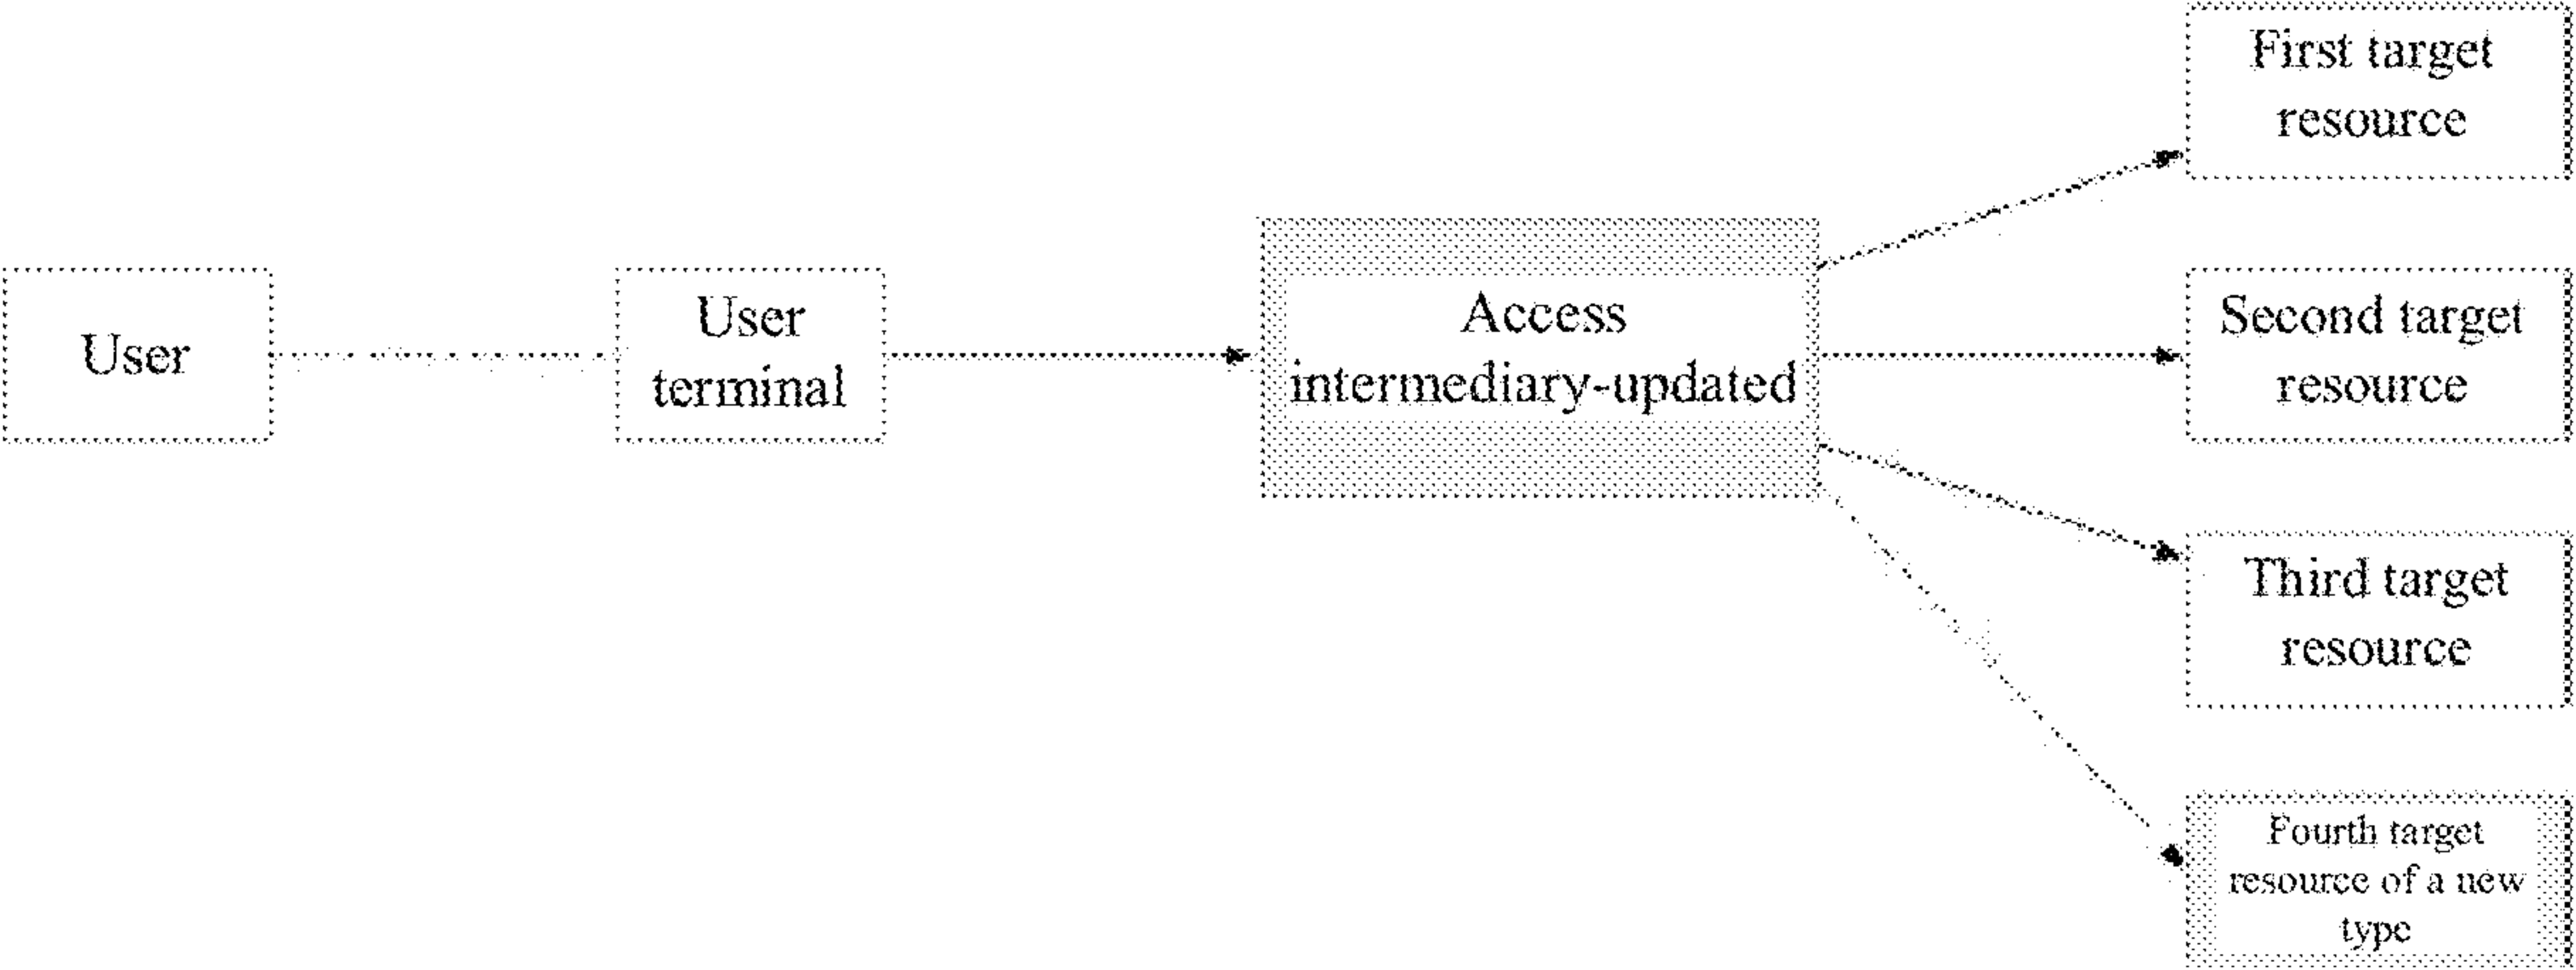 User
User
terminal
Access
intermediary-updated
First target
resource
Second target
resource
Third target
resource
Fourth target
resource of a new
type